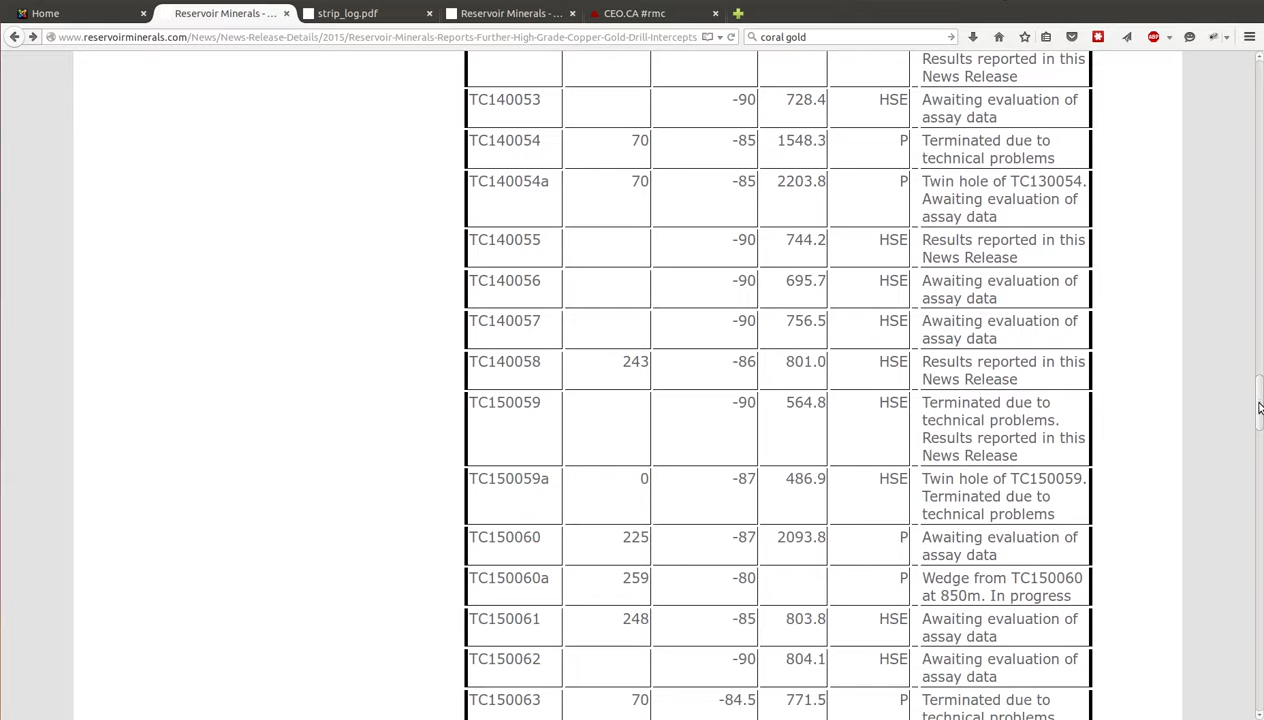 Home
Reservoir Minerals - ...
strip_log.pdf
Reservoir Minerals - ...
CEO.CA #rmc
www.reservoirminerals.com/News/News-Release-Details/2015/Reservoir-Minerals-Reports-Further-High-Grade-Copper-Gold-Drill-Intercepts
coral gold
ABP
Results reported in this
News Release
TC140053 -90 728.4 HSE Awaiting evaluation of
assay data
TC140054 70 -85 1548.3 P Terminated due to
technical problems
TC140054a 70 -85 2203.8 P Twin hole of TC130054.
Awaiting evaluation of
assay data
TC140055 -90 744.2 HSE Results reported in this
News Release
TC140056 -90 695.7 HSE Awaiting evaluation of
assay data
TC140057 -90 756.5 HSE Awaiting evaluation of
assay data
TC140058 243 -86 801.0 HSE Results reported in this
News Release
TC150059 -90 564.8 HSE Terminated due to
technical problems.
Results reported in this
News Release
TC150059a 0 -87 486.9 HSE Twin hole of TC150059.
Terminated due to
technical problems
TC150060 225 -87 2093.8 P Awaiting evaluation of
assay data
TC150060a 259 -80 P Wedge from TC150060
at 850m. In progress
TC150061 248 -85 803.8 HSE Awaiting evaluation of
assay data
TC150062 -90 804.1 HSE Awaiting evaluation of
assay data
TC150063 70 -84.5 771.5 P Terminated due to
technical problems